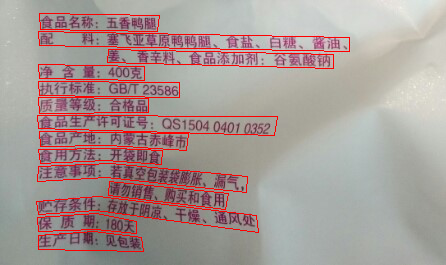 食品名称：五香鸭腿
配 料：塞飞亚草原鸭鸭腿、食盐、白糖、酱油、
姜、香辛料、食品添加剂：谷氨酸钠
净 含 量：400克
执行标准：GB/T 23586
质量等级：合格品
食品生产许可证号：QS1504 0401 0352
食品产地：内蒙古赤峰市
食用方法：开袋即食
注意事项：若真空包装袋膨胀、漏气，
请勿销售、购买和食用
贮存条件：存放于阴凉、干燥、通风处
保 质 期：180天
生产日期：见包装